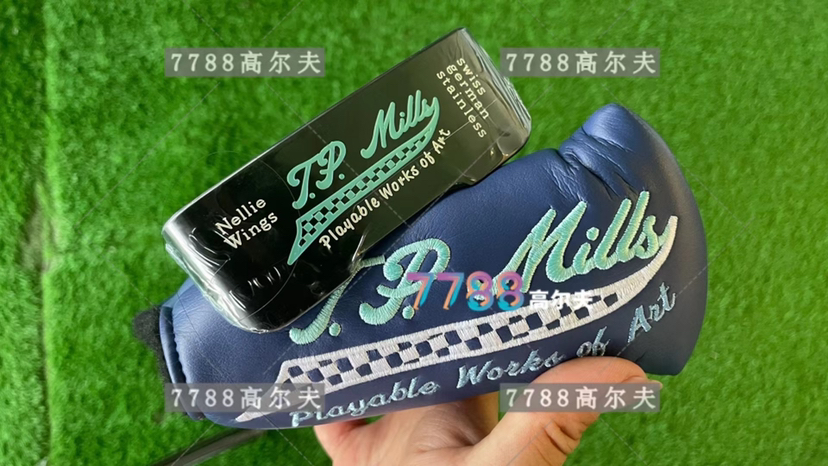 7788高尔夫
7788高尔夫
swiss
german
stainless
T.P. Mills
Playable Works of Art
Nellie
Wings
T.P. Mills
7788高尔夫
Playable Works of Art
7788高尔夫
7788高尔夫